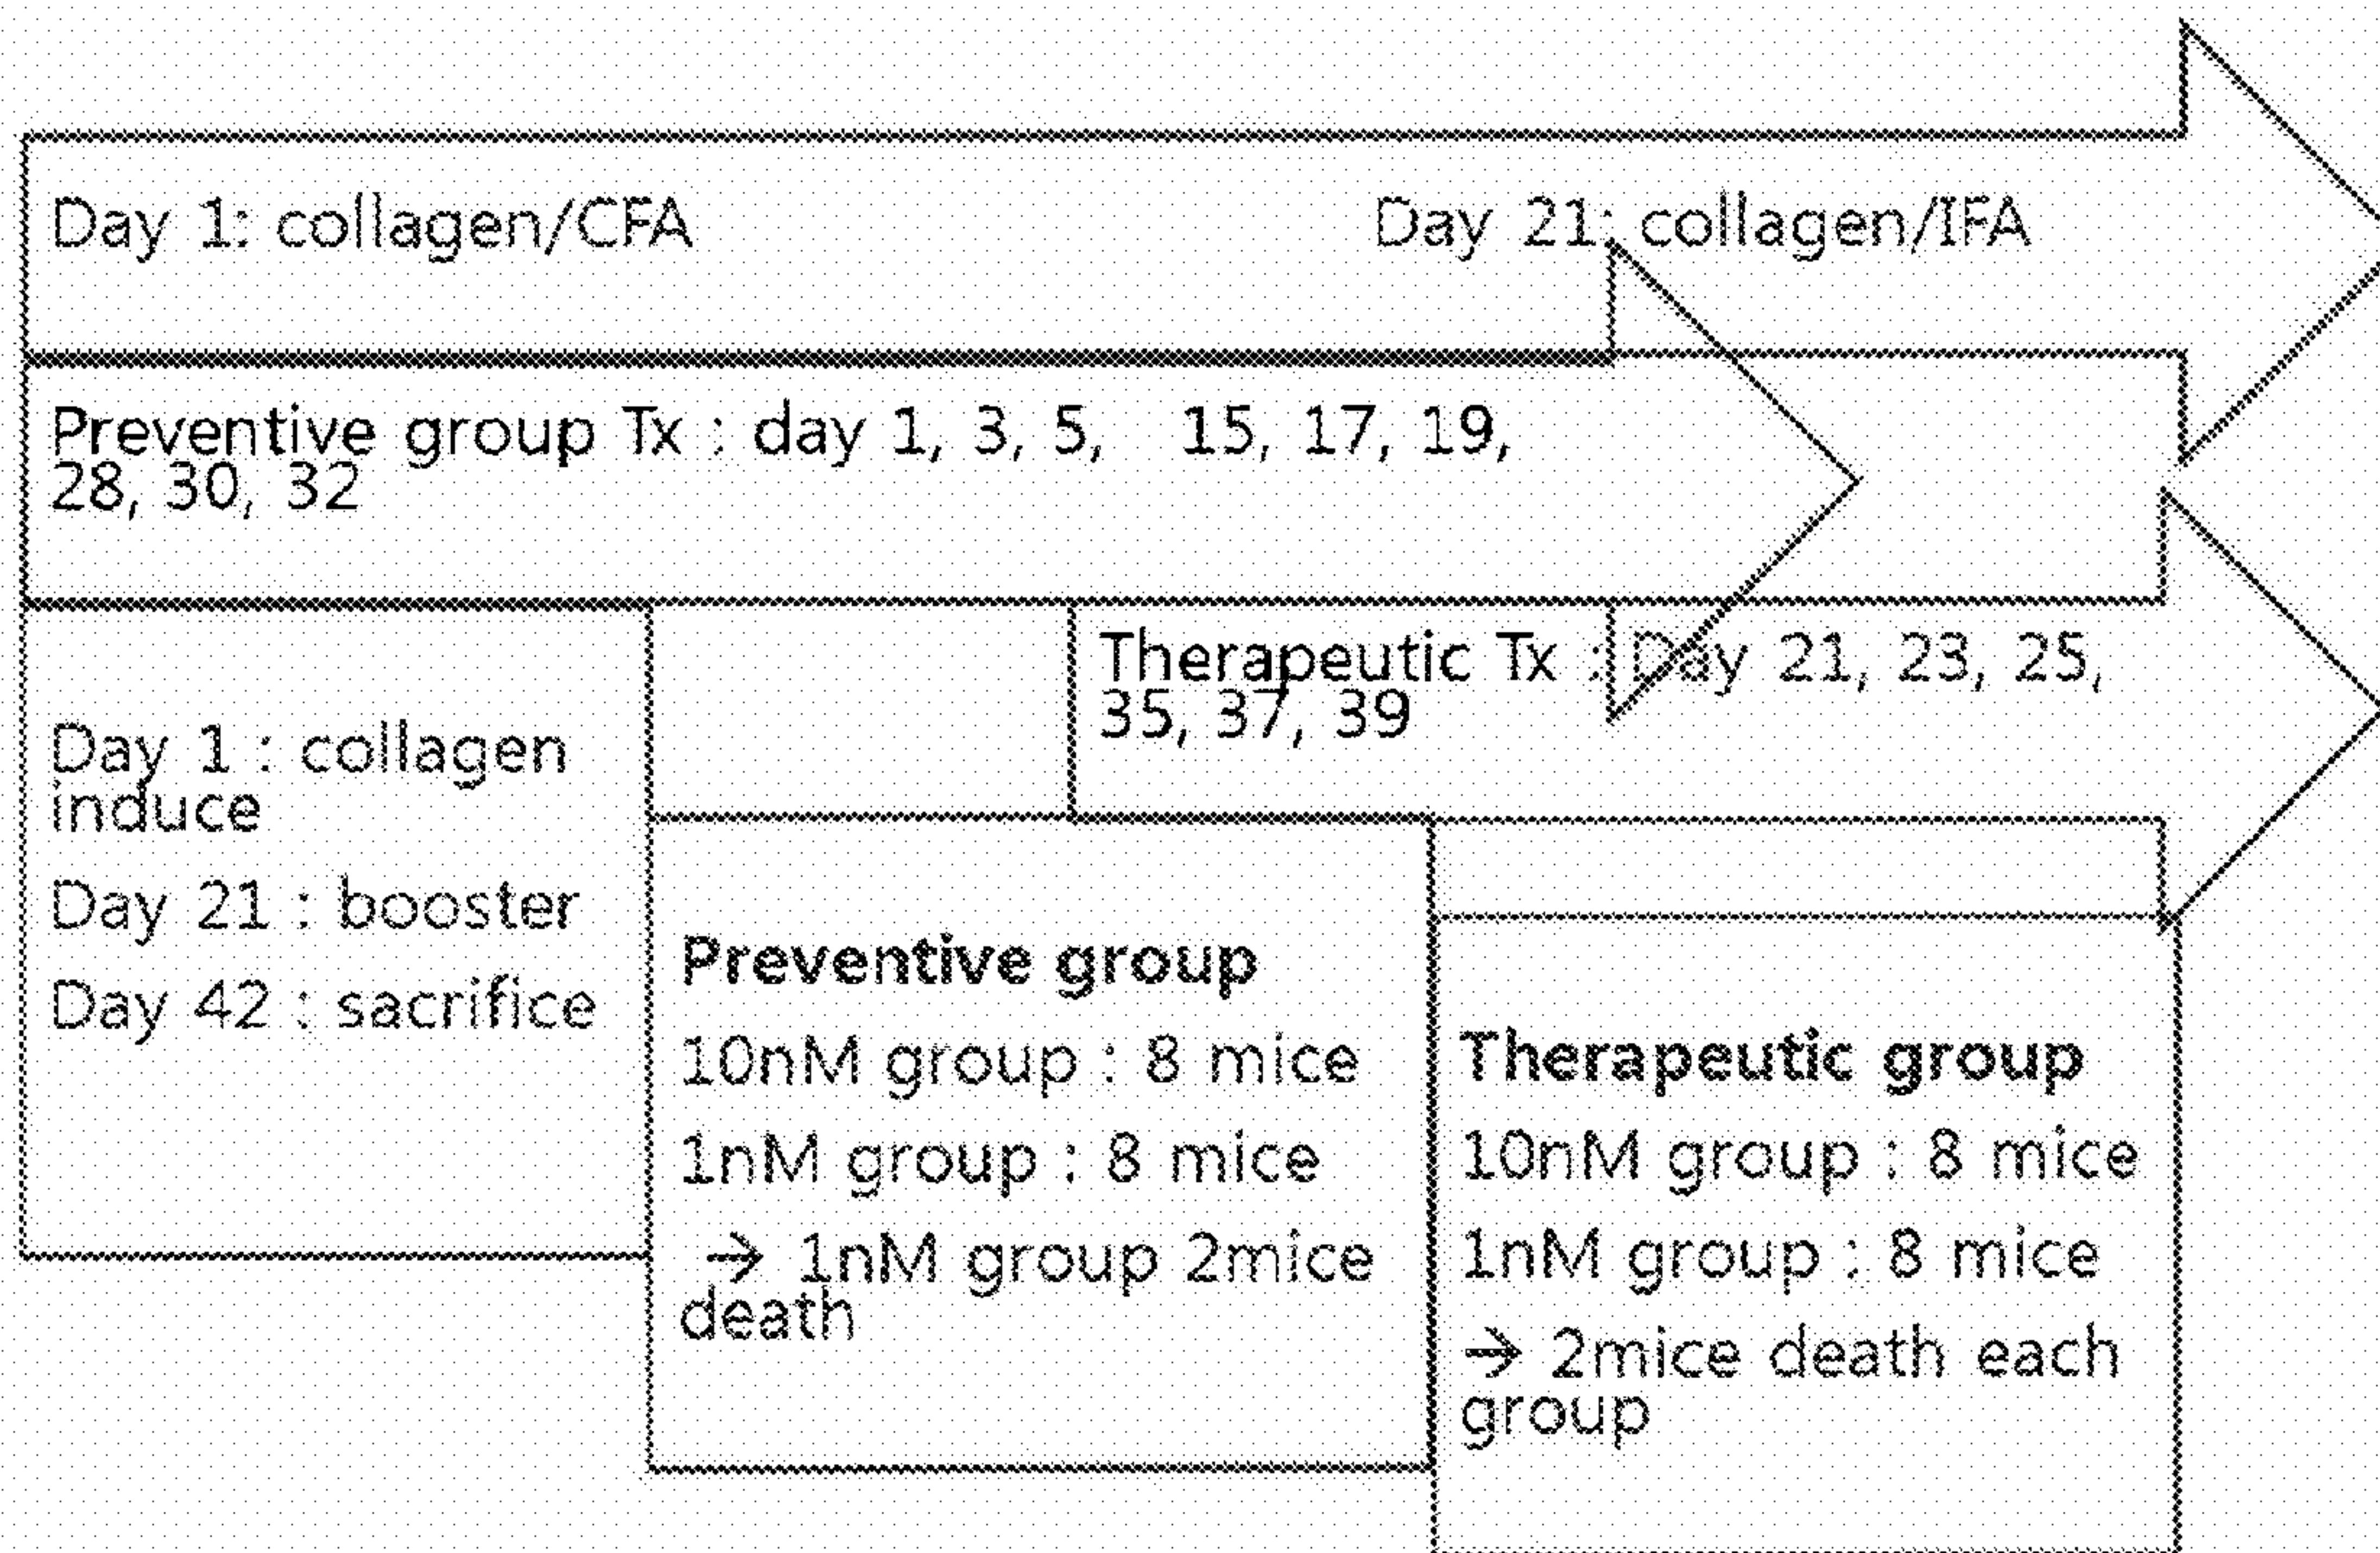 Day 1: collagen/CFA
Day 21: collagen/IFA
Preventive group Tx : day 1, 3, 5, 15, 17, 19,
28, 30, 32
Therapeutic Tx : Day 21, 23, 25,
35, 37, 39
Day 1 : collagen
induce
Day 21 : booster
Day 42 : sacrifice
Preventive group
10nM group : 8 mice
1nM group : 8 mice
→ 1nM group 2mice
death
Therapeutic group
10nM group : 8 mice
1nM group : 8 mice
→ 2mice death each
group